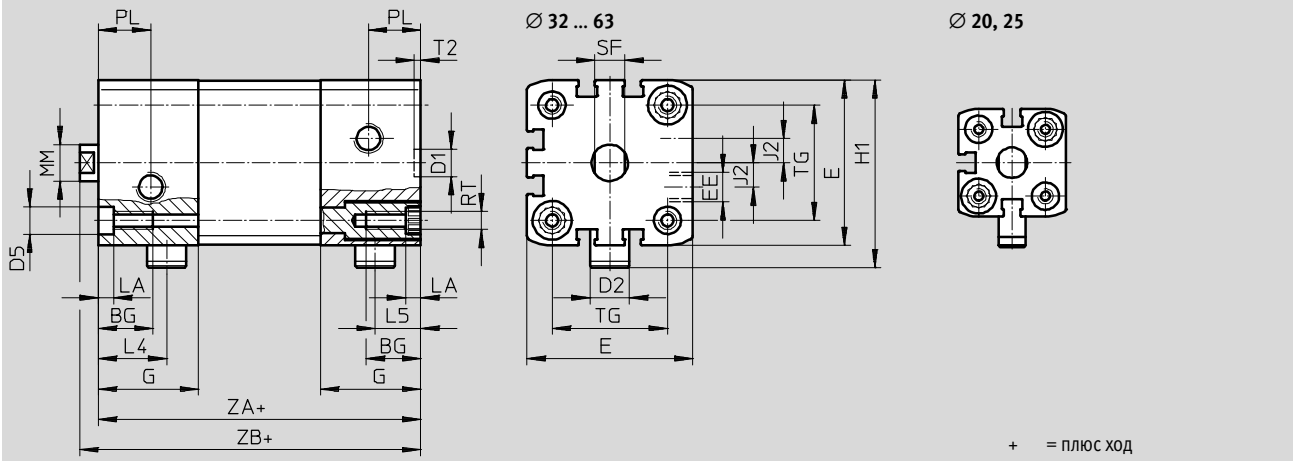 PL
PL
T2
MM
D1
RT
D5
LA
LA
BG
L5
L4
BG
G
G
ZA+
ZB+
Ø 32 ... 63
SF
J2
J2
EE
TG
E
H1
D2
TG
E
Ø 20, 25
+ = плюс ход